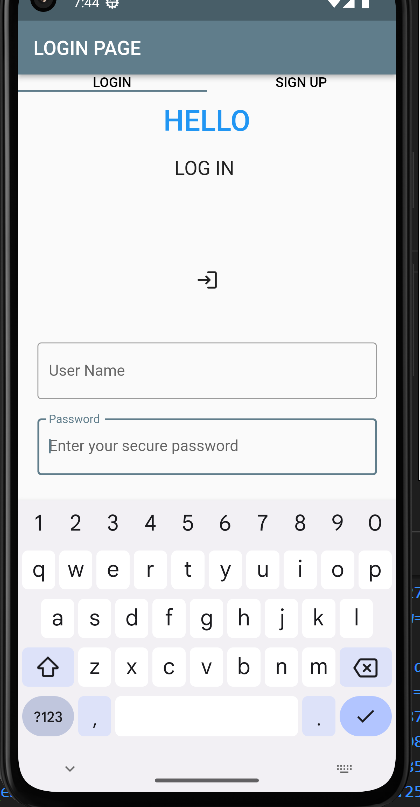 7:44
LOGIN PAGE
LOGIN SIGN UP
HELLO
LOG IN
User Name
Password
Enter your secure password
1 2 3 4 5 6 7 8 9 0
q w e r t y u i o p
a s d f g h j k l
z x c v b n m
?123 , .